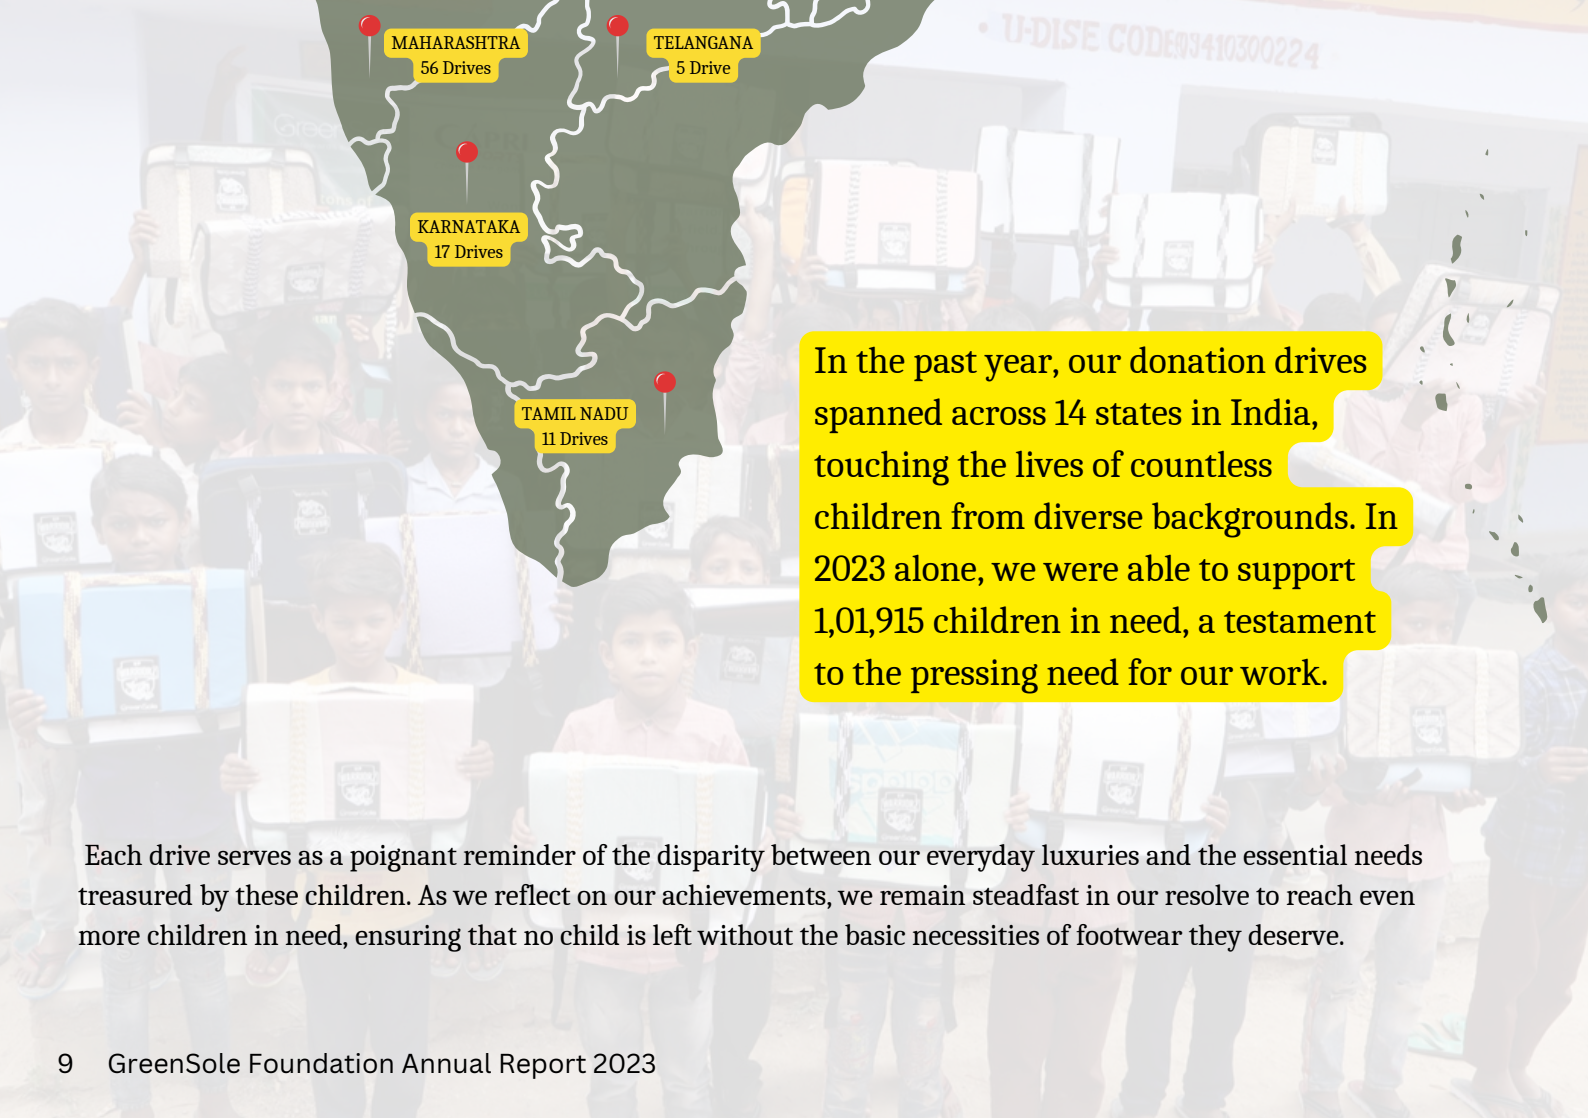 MAHARASHTRA
56 Drives
TELANGANA
5 Drive
• U-DISE CODE
KARNATAKA
17 Drives
TAMIL NADU
11 Drives
In the past year, our donation drives
spanned across 14 states in India,
touching the lives of countless
children from diverse backgrounds. In
2023 alone, we were able to support
1,01,915 children in need, a testament
to the pressing need for our work.
Each drive serves as a poignant reminder of the disparity between our everyday luxuries and the essential needs
treasured by these children. As we reflect on our achievements, we remain steadfast in our resolve to reach even
more children in need, ensuring that no child is left without the basic necessities of footwear they deserve.
9 GreenSole Foundation Annual Report 2023